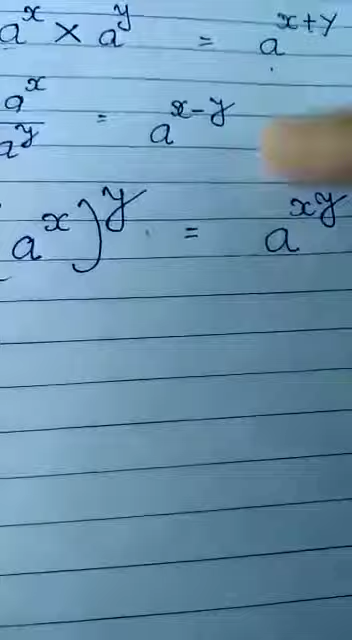 a^x × a^y = a^{x+y}
a^x / a^y = a^{x-y}
(a^x)^y = a^{xy}